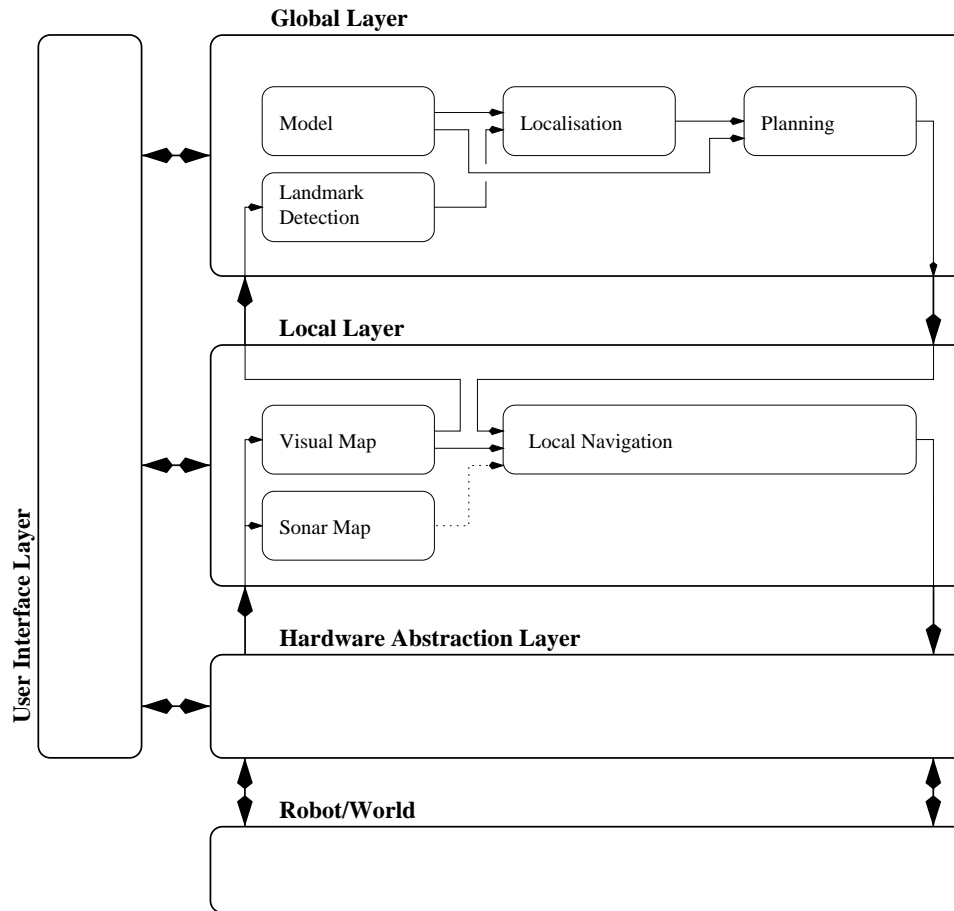 Global Layer
Model
Localisation
Planning
Landmark
Detection
Local Layer
Visual Map
Local Navigation
Sonar Map
User Interface Layer
Hardware Abstraction Layer
Robot/World